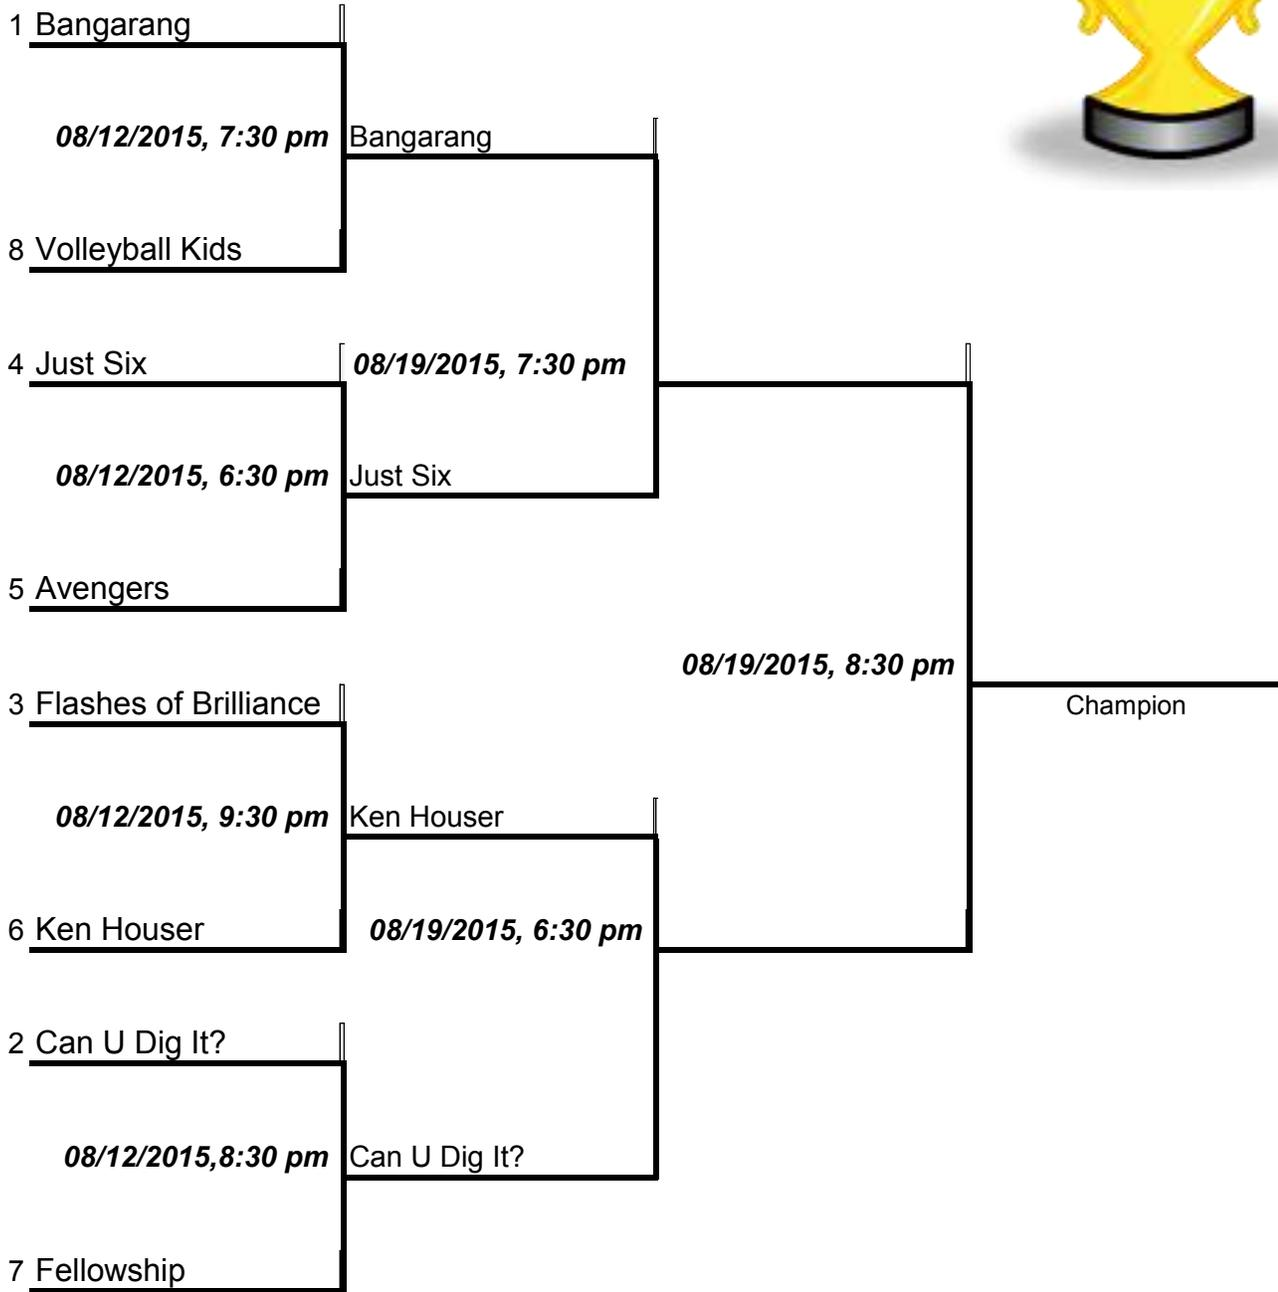 1 Bangarang
08/12/2015, 7:30 pm Bangarang
8 Volleyball Kids
4 Just Six 08/19/2015, 7:30 pm
08/12/2015, 6:30 pm Just Six
5 Avengers
08/19/2015, 8:30 pm
3 Flashes of Brilliance Champion
08/12/2015, 9:30 pm Ken Houser
6 Ken Houser 08/19/2015, 6:30 pm
2 Can U Dig It?
08/12/2015,8:30 pm Can U Dig It?
7 Fellowship